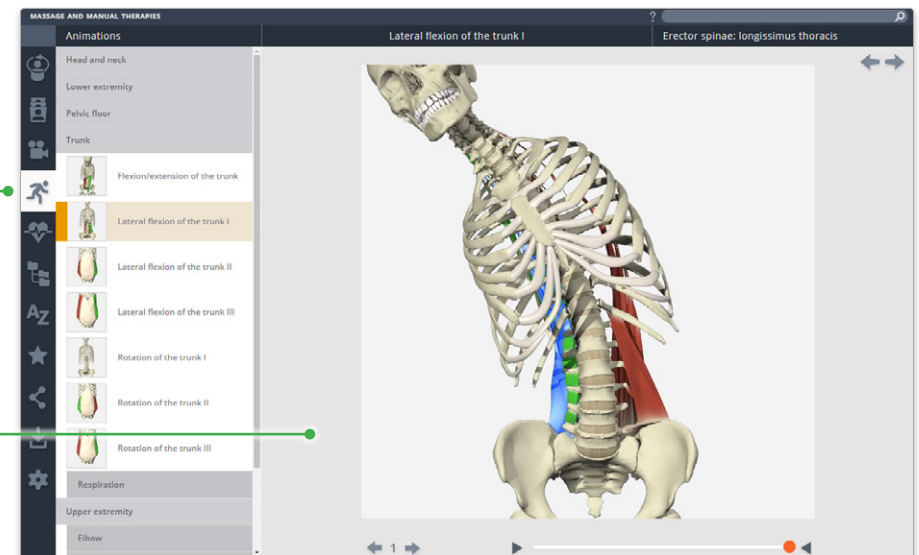 MASSAGE AND MANUAL THERAPIES
?
Animations
Lateral flexion of the trunk I
Erector spinae: longissimus thoracis
Head and neck
Lower extremity
Pelvic floor
Trunk
Flexion/extension of the trunk
Lateral flexion of the trunk I
Lateral flexion of the trunk II
Lateral flexion of the trunk III
AZ
Rotation of the trunk I
Rotation of the trunk II
Rotation of the trunk III
Respiration
Upper extremity
Elbow
1